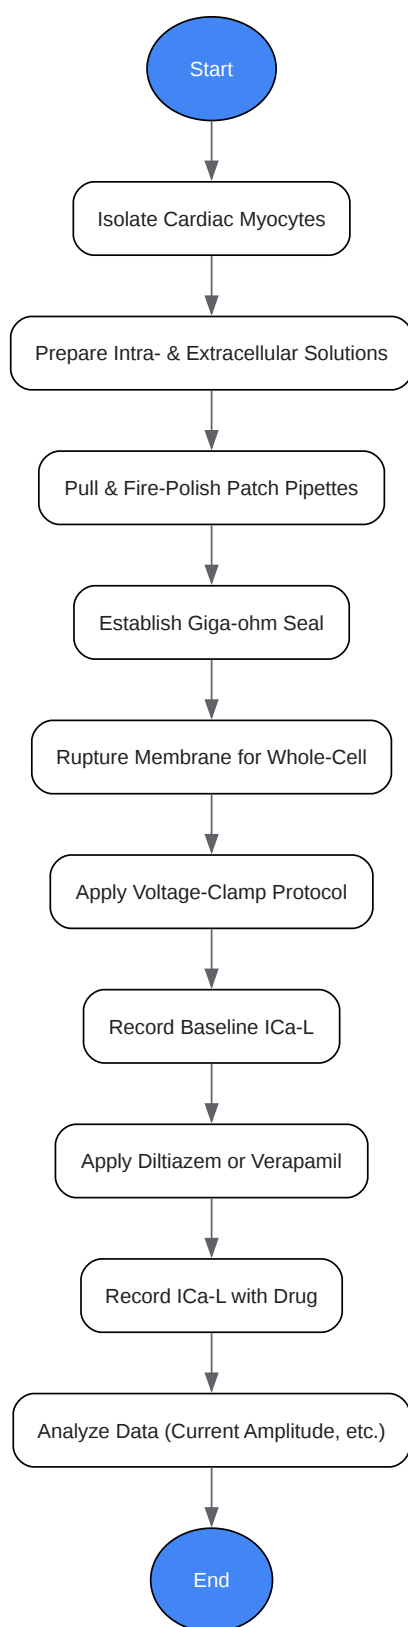 Start
Isolate Cardiac Myocytes
Prepare Intra- & Extracellular Solutions
Pull & Fire-Polish Patch Pipettes
Establish Giga-ohm Seal
Rupture Membrane for Whole-Cell
Apply Voltage-Clamp Protocol
Record Baseline ICa-L
Apply Diltiazem or Verapamil
Record ICa-L with Drug
Analyze Data (Current Amplitude, etc.)
End